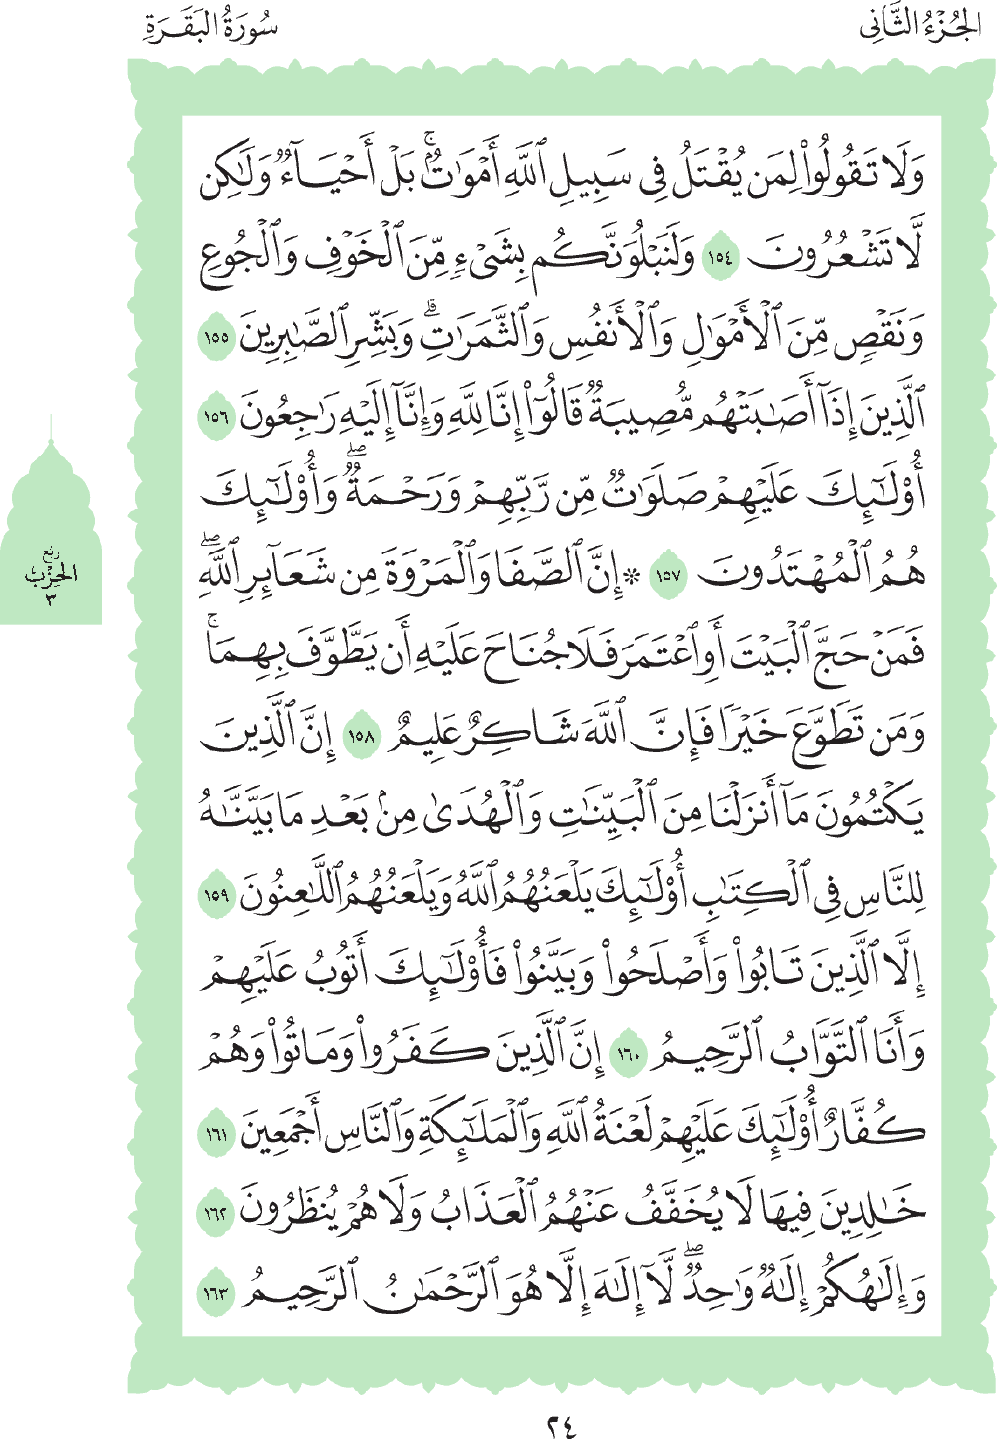 الجُزْءُ الثَّانِي
سُورَةُ البَقَرَةِ
وَلَا تَقُولُوا۟ لِمَن يُقْتَلُ فِى سَبِيلِ ٱللَّهِ أَمْوَٰتٌۢ ۚ بَلْ أَحْيَآءٌ وَلَٰكِن
لَّا تَشْعُرُونَ ١٥٤ وَلَنَبْلُوَنَّكُم بِشَىْءٍ مِّنَ ٱلْخَوْفِ وَٱلْجُوعِ
وَنَقْصٍ مِّنَ ٱلْأَمْوَٰلِ وَٱلْأَنفُسِ وَٱلثَّمَرَٰتِ ۗ وَبَشِّرِ ٱلصَّٰبِرِينَ ١٥٥
ٱلَّذِينَ إِذَآ أَصَٰبَتْهُم مُّصِيبَةٌ قَالُوٓا۟ إِنَّا لِلَّهِ وَإِنَّآ إِلَيْهِ رَٰجِعُونَ ١٥٦
أُو۟لَٰٓئِكَ عَلَيْهِمْ صَلَوَٰتٌ مِّن رَّبِّهِمْ وَرَحْمَةٌ ۖ وَأُو۟لَٰٓئِكَ
هُمُ ٱلْمُهْتَدُونَ ١٥٧ ۞ إِنَّ ٱلصَّفَا وَٱلْمَرْوَةَ مِن شَعَآئِرِ ٱللَّهِ ۖ
فَمَنْ حَجَّ ٱلْبَيْتَ أَوِ ٱعْتَمَرَ فَلَا جُنَاحَ عَلَيْهِ أَن يَطَّوَّفَ بِهِمَا ۚ
وَمَن تَطَوَّعَ خَيْرًا فَإِنَّ ٱللَّهَ شَاكِرٌ عَلِيمٌ ١٥٨ إِنَّ ٱلَّذِينَ
يَكْتُمُونَ مَآ أَنزَلْنَا مِنَ ٱلْبَيِّنَٰتِ وَٱلْهُدَىٰ مِنۢ بَعْدِ مَا بَيَّنَّٰهُ
لِلنَّاسِ فِى ٱلْكِتَٰبِ أُو۟لَٰٓئِكَ يَلْعَنُهُمُ ٱللَّهُ وَيَلْعَنُهُمُ ٱللَّٰعِنُونَ ١٥٩
إِلَّا ٱلَّذِينَ تَابُوا۟ وَأَصْلَحُوا۟ وَبَيَّنُوا۟ فَأُو۟لَٰٓئِكَ أَتُوبُ عَلَيْهِمْ
وَأَنَا ٱلتَّوَّابُ ٱلرَّحِيمُ ١٦٠ إِنَّ ٱلَّذِينَ كَفَرُوا۟ وَمَاتُوا۟ وَهُمْ
كُفَّارٌ أُو۟لَٰٓئِكَ عَلَيْهِمْ لَعْنَةُ ٱللَّهِ وَٱلْمَلَٰٓئِكَةِ وَٱلنَّاسِ أَجْمَعِينَ ١٦١
خَٰلِدِينَ فِيهَا لَا يُخَفَّفُ عَنْهُمُ ٱلْعَذَابُ وَلَا هُمْ يُنظَرُونَ ١٦٢
وَإِلَٰهُكُمْ إِلَٰهٌ وَٰحِدٌ ۖ لَّآ إِلَٰهَ إِلَّا هُوَ ٱلرَّحْمَٰنُ ٱلرَّحِيمُ ١٦٣
ربع
الحِزْبِ
٣
٢٤